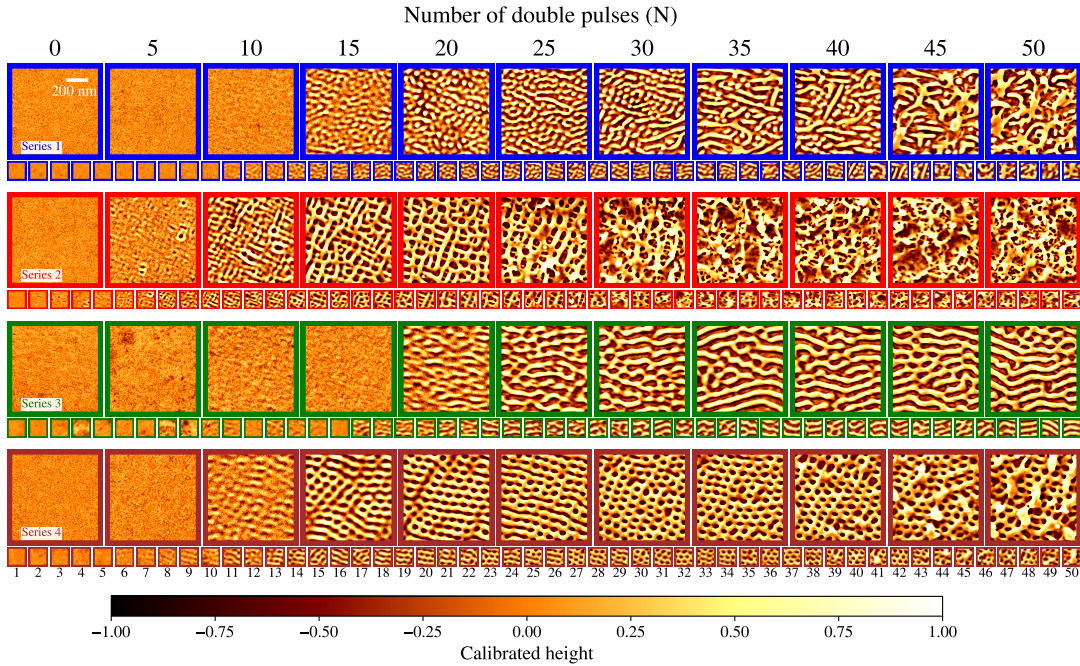 Number of double pulses (N)
0 5 10 15 20 25 30 35 40 45 50
200 nm
Series 1
Series 2
Series 3
Series 4
1 2 3 4 5 6 7 8 9 10 11 12 13 14 15 16 17 18 19 20 21 22 23 24 25 26 27 28 29 30 31 32 33 34 35 36 37 38 39 40 41 42 43 44 45 46 47 48 49 50
−1.00 −0.75 −0.50 −0.25 0.00 0.25 0.50 0.75 1.00
Calibrated height